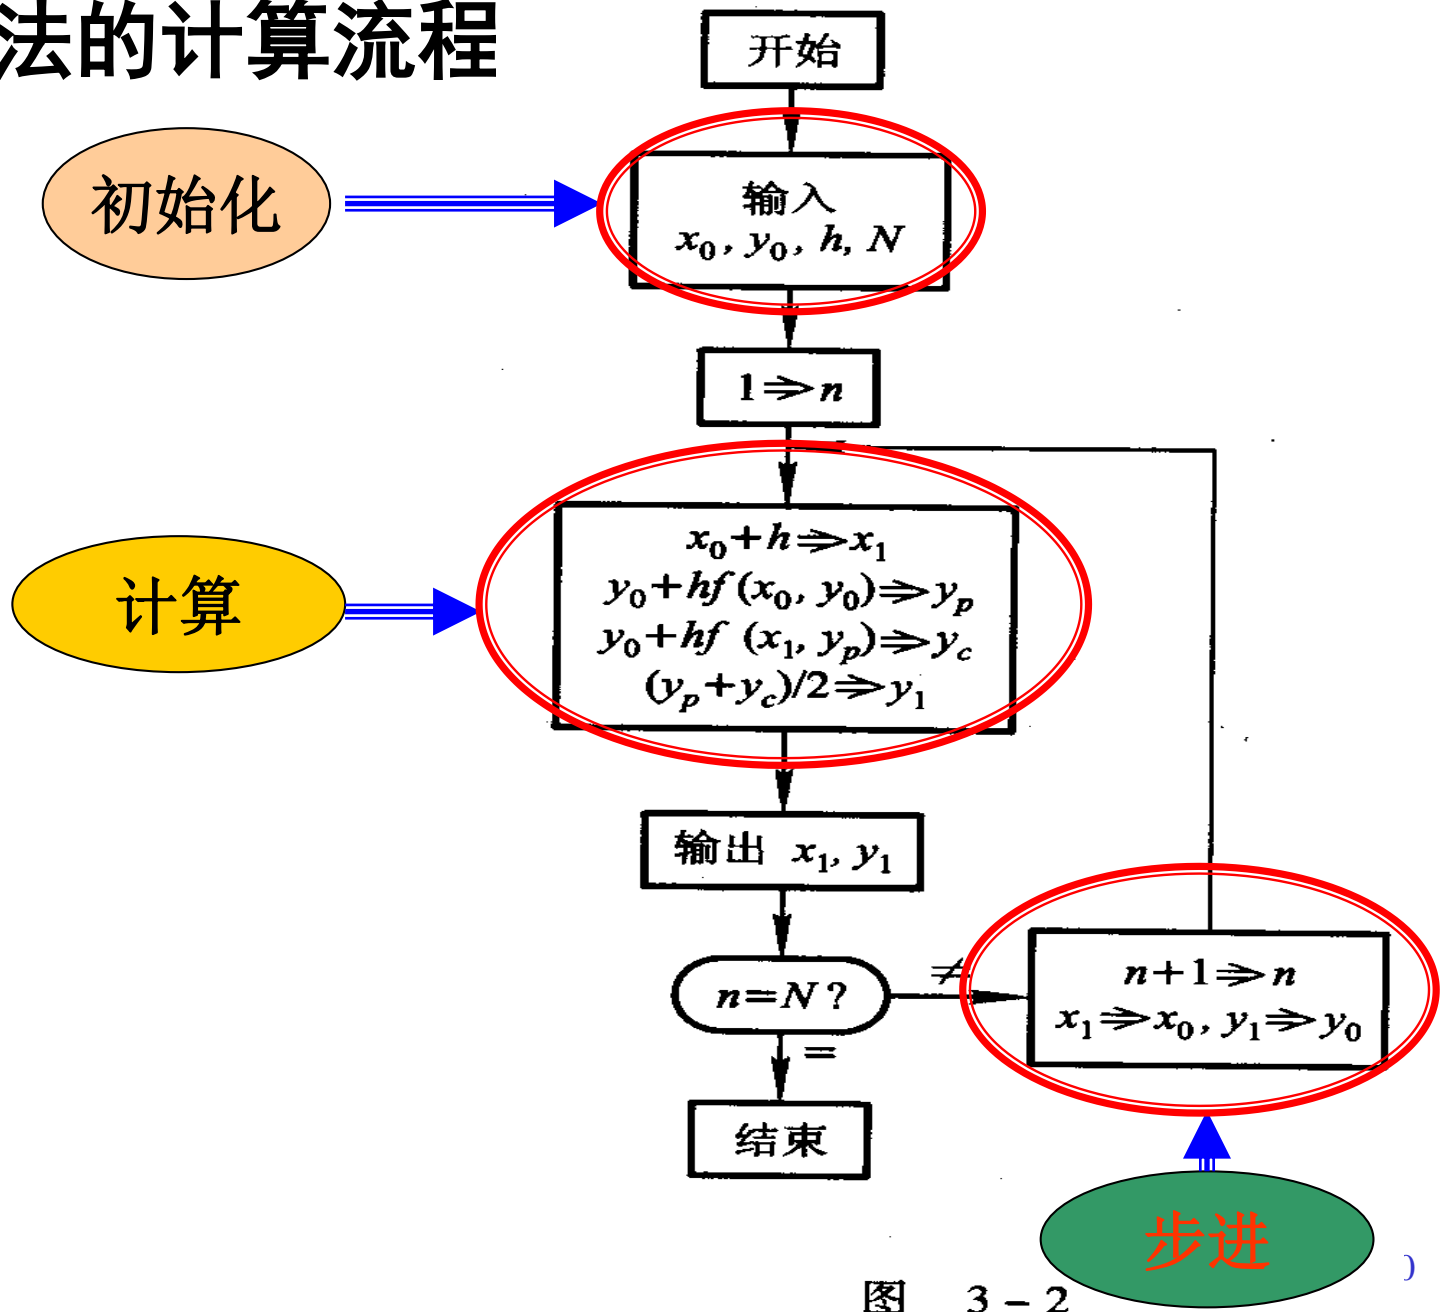 法的计算流程
开始
初始化
输入
x₀, y₀, h, N
1⇒n
x₀+h⇒x₁
y₀+hf(x₀, y₀)⇒yₚ
计算
y₀+hf (x₁, yₚ)⇒y_c
(yₚ+y_c)/2⇒y₁
输出 x₁, y₁
n=N?
≠
n+1⇒n
x₁⇒x₀, y₁⇒y₀
=
结束
步进
)
图 3-2